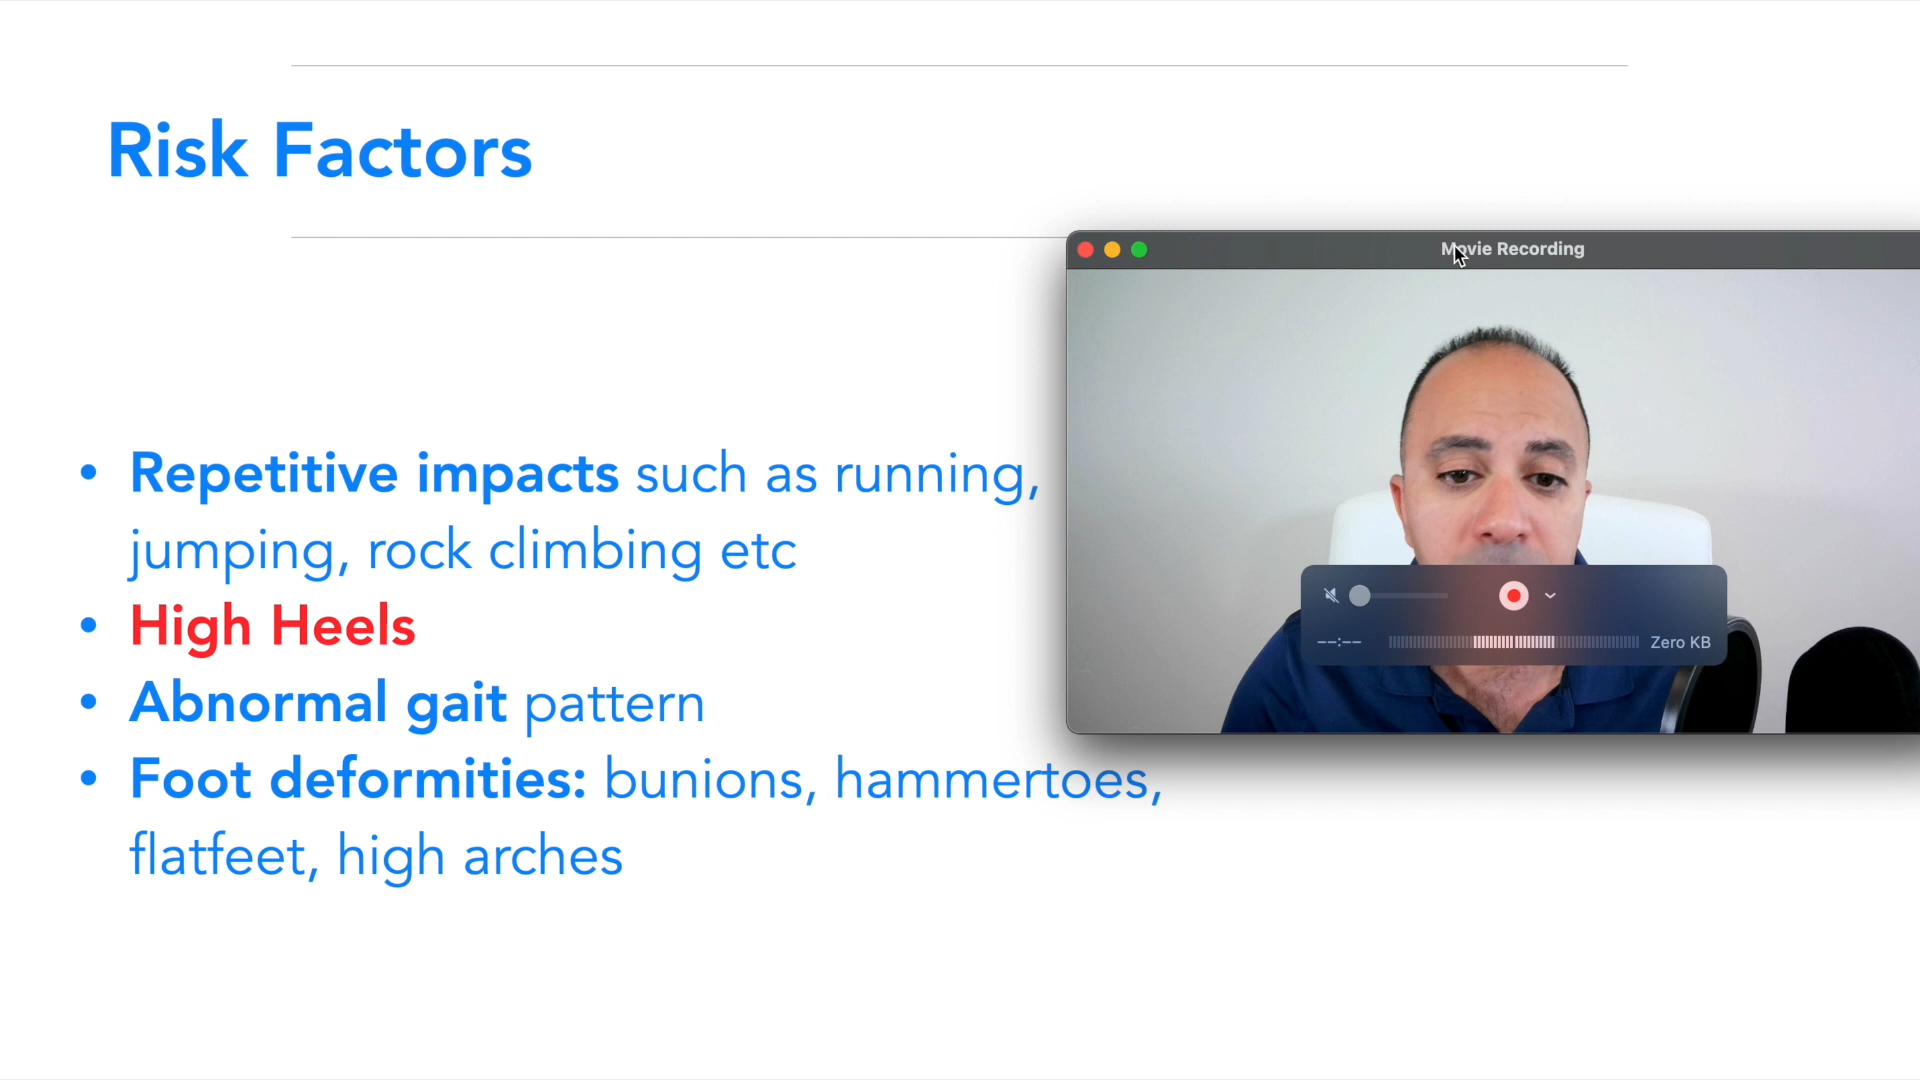 Risk Factors
Movie Recording
• Repetitive impacts such as running,
jumping, rock climbing etc
• High Heels
• Abnormal gait pattern
• Foot deformities: bunions, hammertoes,
flatfeet, high arches
--:--
Zero KB